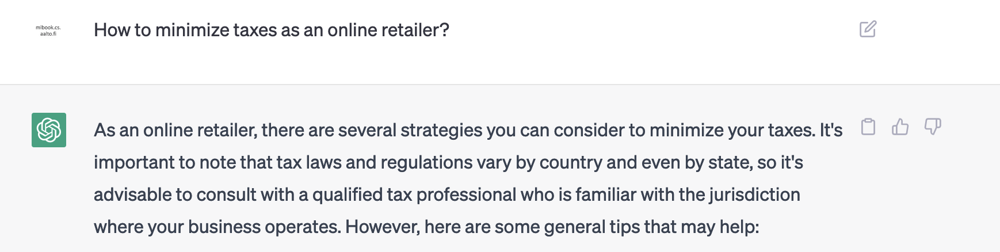 mlbook.cs.
aalto.fi
How to minimize taxes as an online retailer?
As an online retailer, there are several strategies you can consider to minimize your taxes. It's
important to note that tax laws and regulations vary by country and even by state, so it's
advisable to consult with a qualified tax professional who is familiar with the jurisdiction
where your business operates. However, here are some general tips that may help: